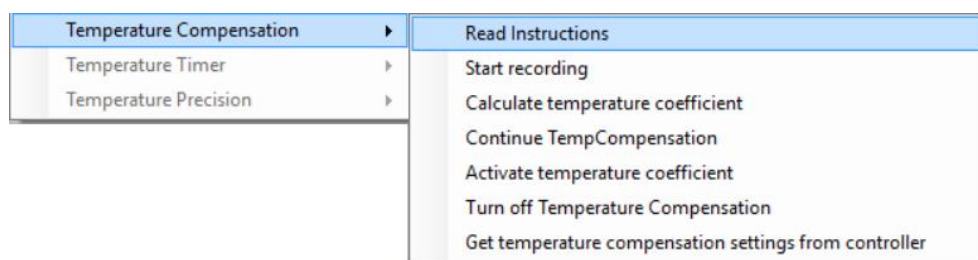 Temperature Compensation
Temperature Timer
Temperature Precision
Read Instructions
Start recording
Calculate temperature coefficient
Continue TempCompensation
Activate temperature coefficient
Turn off Temperature Compensation
Get temperature compensation settings from controller